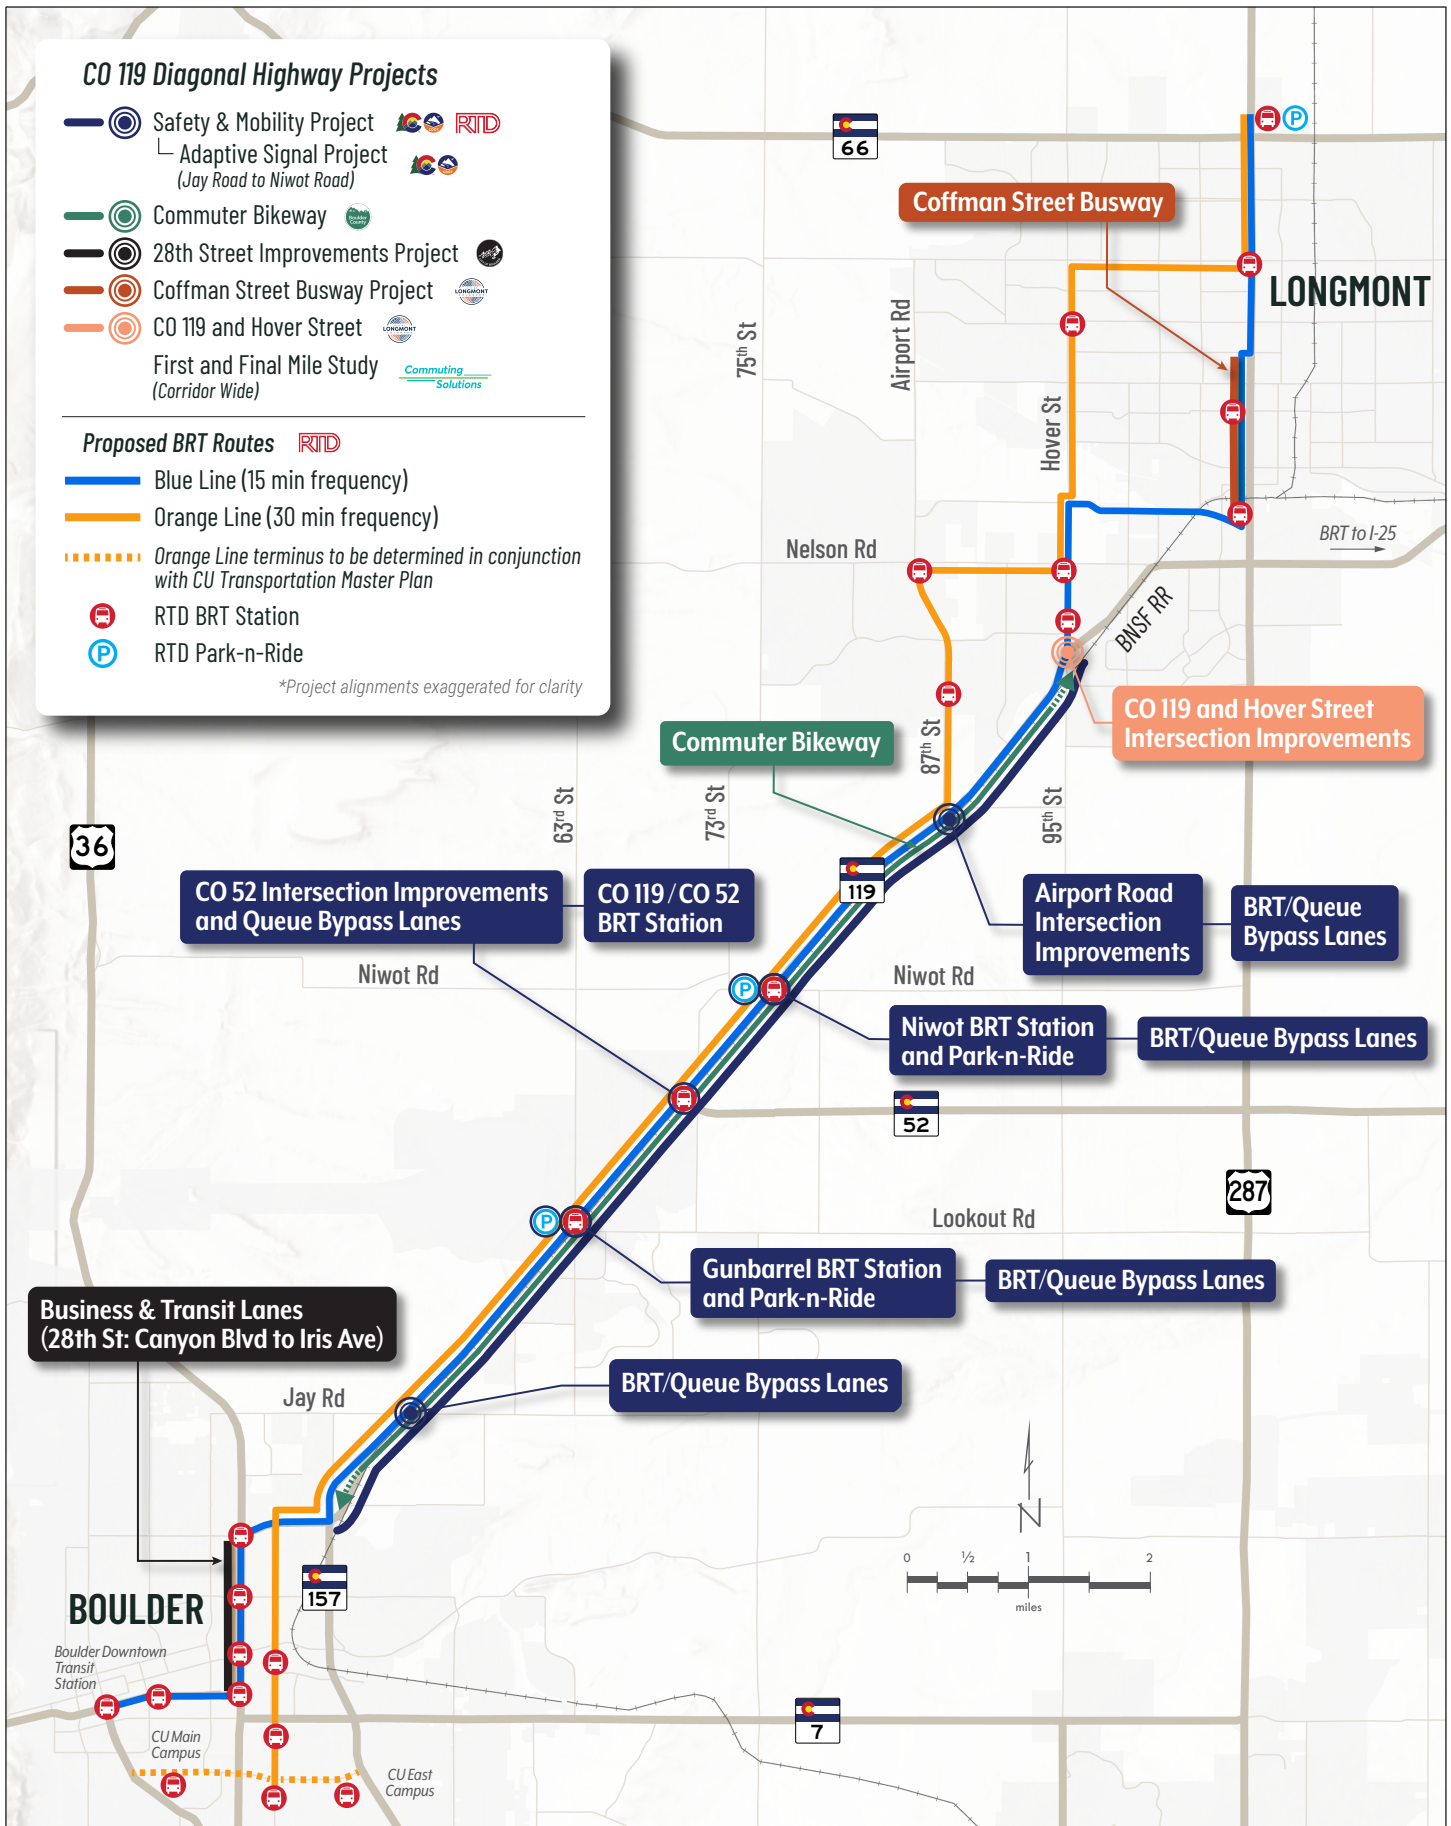 CO 119 Diagonal Highway Projects
Safety & Mobility Project
RTD
Adaptive Signal Project
(Jay Road to Niwot Road)
Commuter Bikeway
Boulder
County
28th Street Improvements Project
Coffman Street Busway Project
LONGMONT
CO 119 and Hover Street
LONGMONT
First and Final Mile Study
(Corridor Wide)
Commuting
Solutions
Proposed BRT Routes
RTD
Blue Line (15 min frequency)
Orange Line (30 min frequency)
Orange Line terminus to be determined in conjunction
with CU Transportation Master Plan
RTD BRT Station
P
RTD Park-n-Ride
*Project alignments exaggerated for clarity
66
P
Coffman Street Busway
LONGMONT
75th St
Airport Rd
Hover St
Nelson Rd
BRT to I-25
BNSF RR
CO 119 and Hover Street
Intersection Improvements
Commuter Bikeway
87th St
63rd St
73rd St
95th St
36
119
CO 52 Intersection Improvements
and Queue Bypass Lanes
CO 119 / CO 52
BRT Station
Airport Road
Intersection
Improvements
BRT/Queue
Bypass Lanes
Niwot Rd
Niwot Rd
P
Niwot BRT Station
and Park-n-Ride
BRT/Queue Bypass Lanes
52
287
P
Lookout Rd
Gunbarrel BRT Station
and Park-n-Ride
BRT/Queue Bypass Lanes
Business & Transit Lanes
(28th St: Canyon Blvd to Iris Ave)
Jay Rd
BRT/Queue Bypass Lanes
N
0 ½ 1 2
miles
157
BOULDER
Boulder Downtown
Transit
Station
7
CU Main
Campus
CU East
Campus